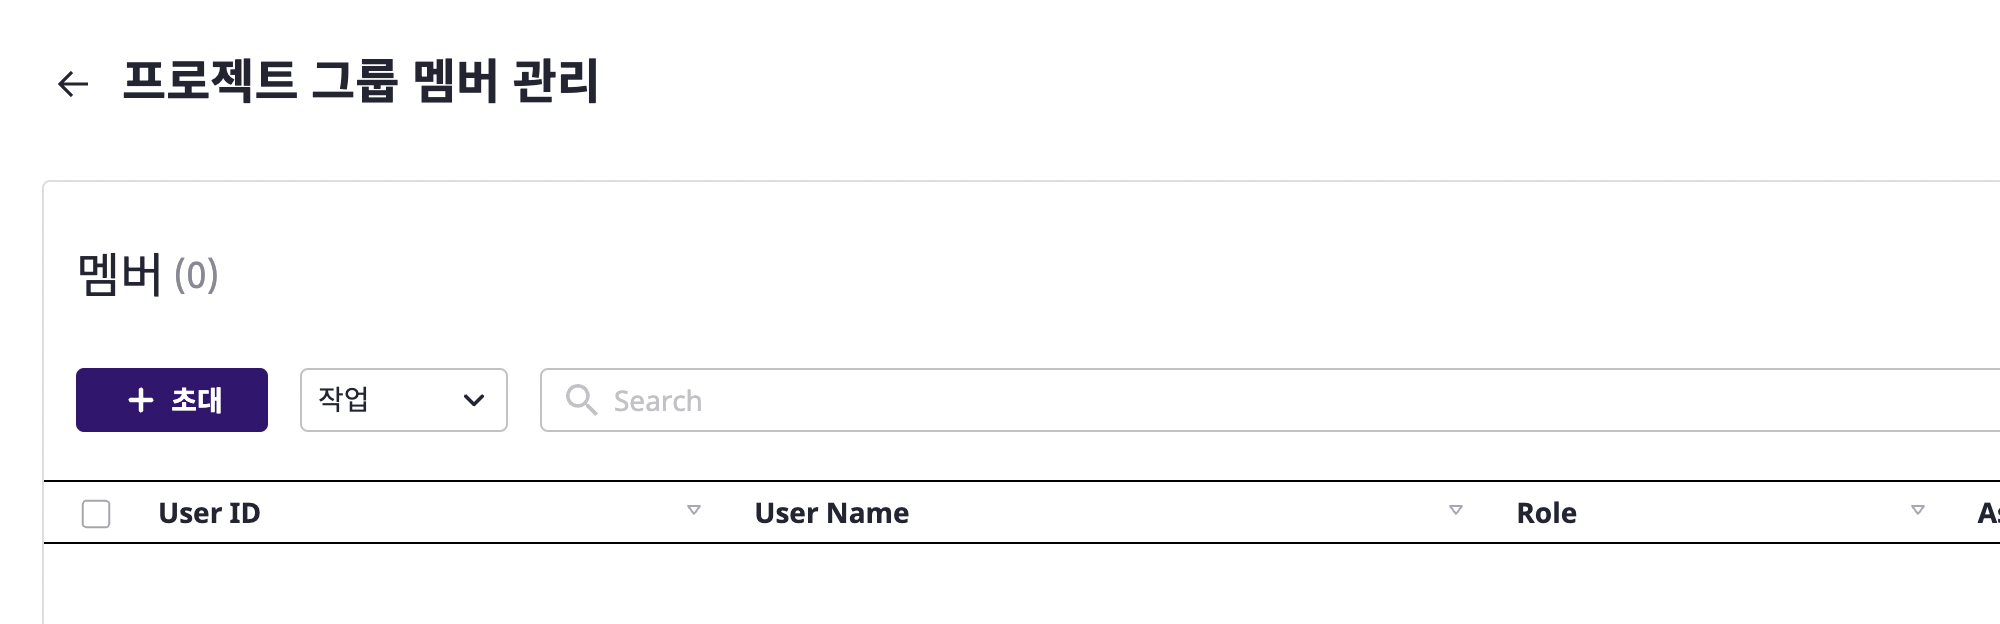 프로젝트 그룹 멤버 관리
멤버 (0)
초대 작업 Search
User ID User Name Role